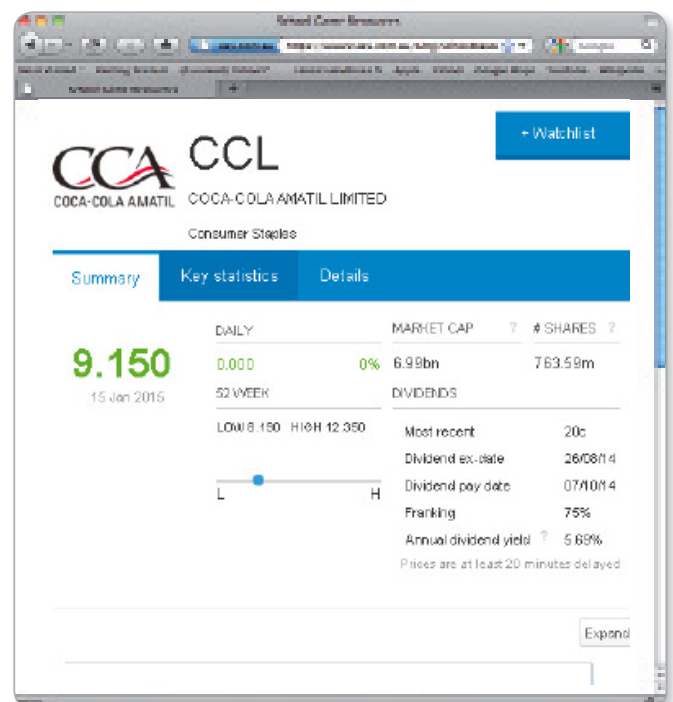 + Watchlist
CCA
COCA-COLA AMATIL
CCL
COCA-COLA AMATIL LIMITED
Consumer Staples
Summary
Key statistics
Details
9.150
15 Jan 2015
DAILY
0.000 0%
52 WEEK
LOW 8.190 HIGH 12.350
L H
MARKET CAP ? # SHARES ?
6.99bn 763.59m
DIVIDENDS
Most recent 20c
Dividend ex-date 26/08/14
Dividend pay date 07/10/14
Franking 75%
Annual dividend yield ? 5.69%
Prices are at least 20 minutes delayed
Expand